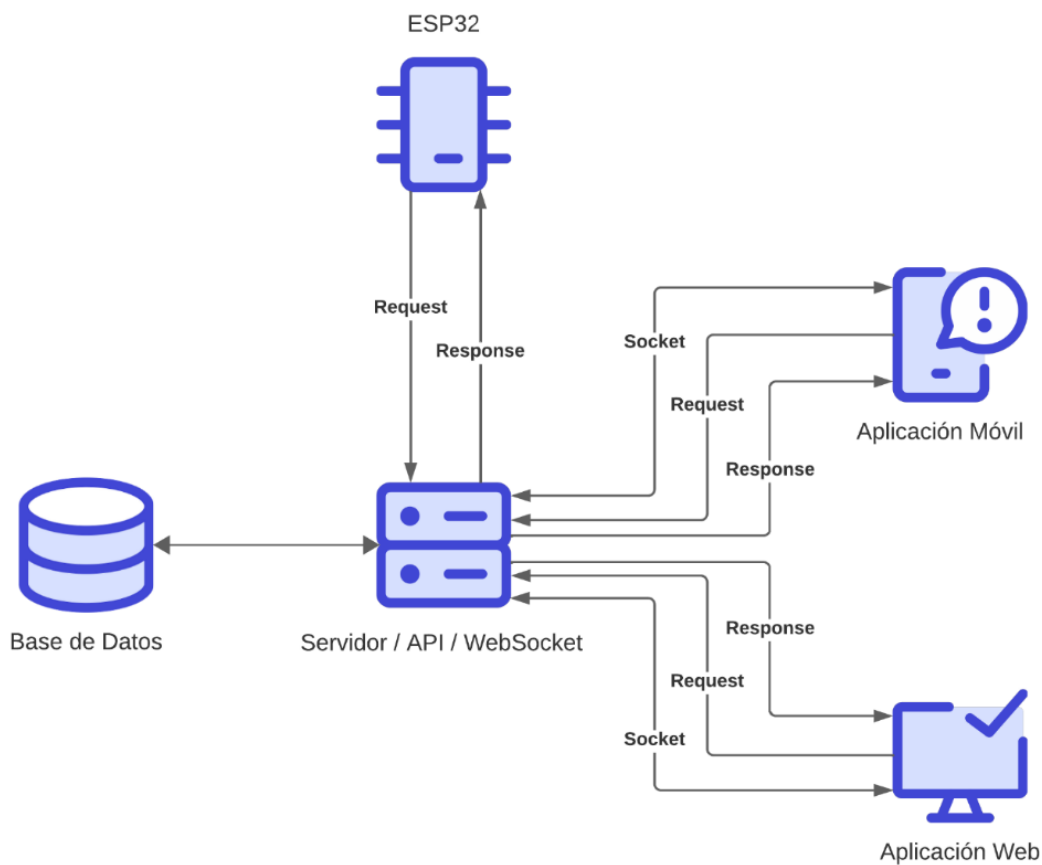 ESP32
Request
Response
Socket
Request
Response
Aplicación Móvil
Base de Datos
Servidor / API / WebSocket
Response
Request
Socket
Aplicación Web